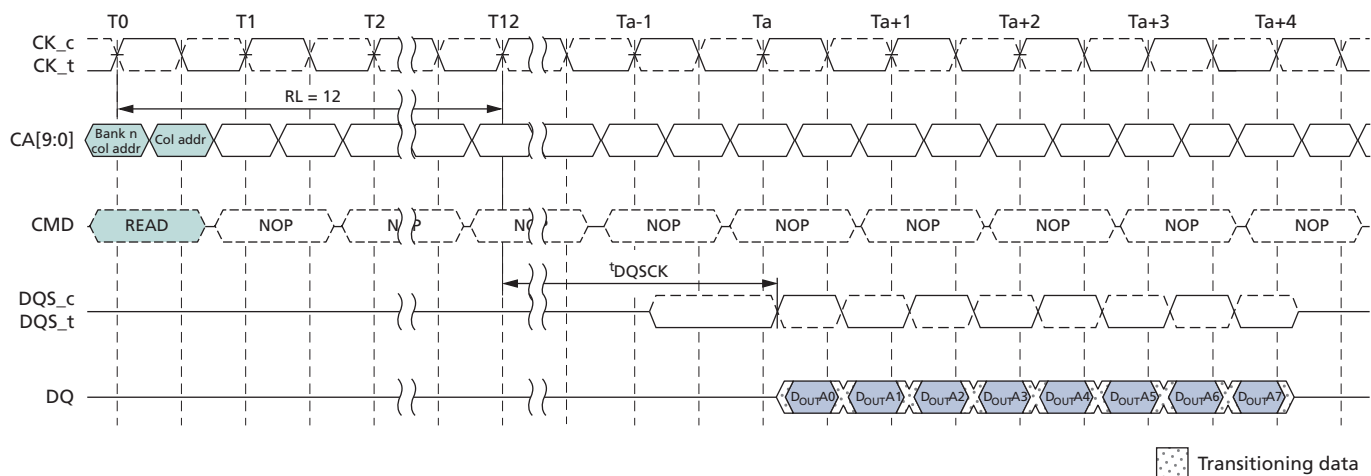 T0 T1 T2 T12 Ta-1 Ta Ta+1 Ta+2 Ta+3 Ta+4
CK_c
CK_t
RL = 12
CA[9:0]
Bank n
col addr
Col addr
CMD
READ NOP NOP NOP NOP NOP NOP NOP NOP NOP
tDQSCK
DQS_c
DQS_t
DQ
DOUTA0 DOUTA1 DOUTA2 DOUTA3 DOUTA4 DOUTA5 DOUTA6 DOUTA7
Transitioning data